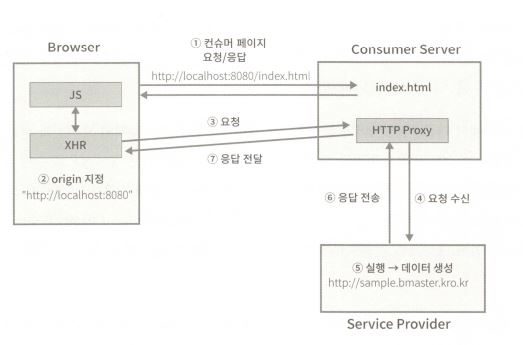 Browser
① 컨슈머 페이지
요청/응답
http://localhost:8080/index.html
Consumer Server
JS
index.html
③ 요청
XHR
HTTP Proxy
⑦ 응답 전달
② origin 지정
"http://localhost:8080"
⑥ 응답 전송
④ 요청 수신
⑤ 실행 → 데이터 생성
http://sample.bmaster.kro.kr
Service Provider